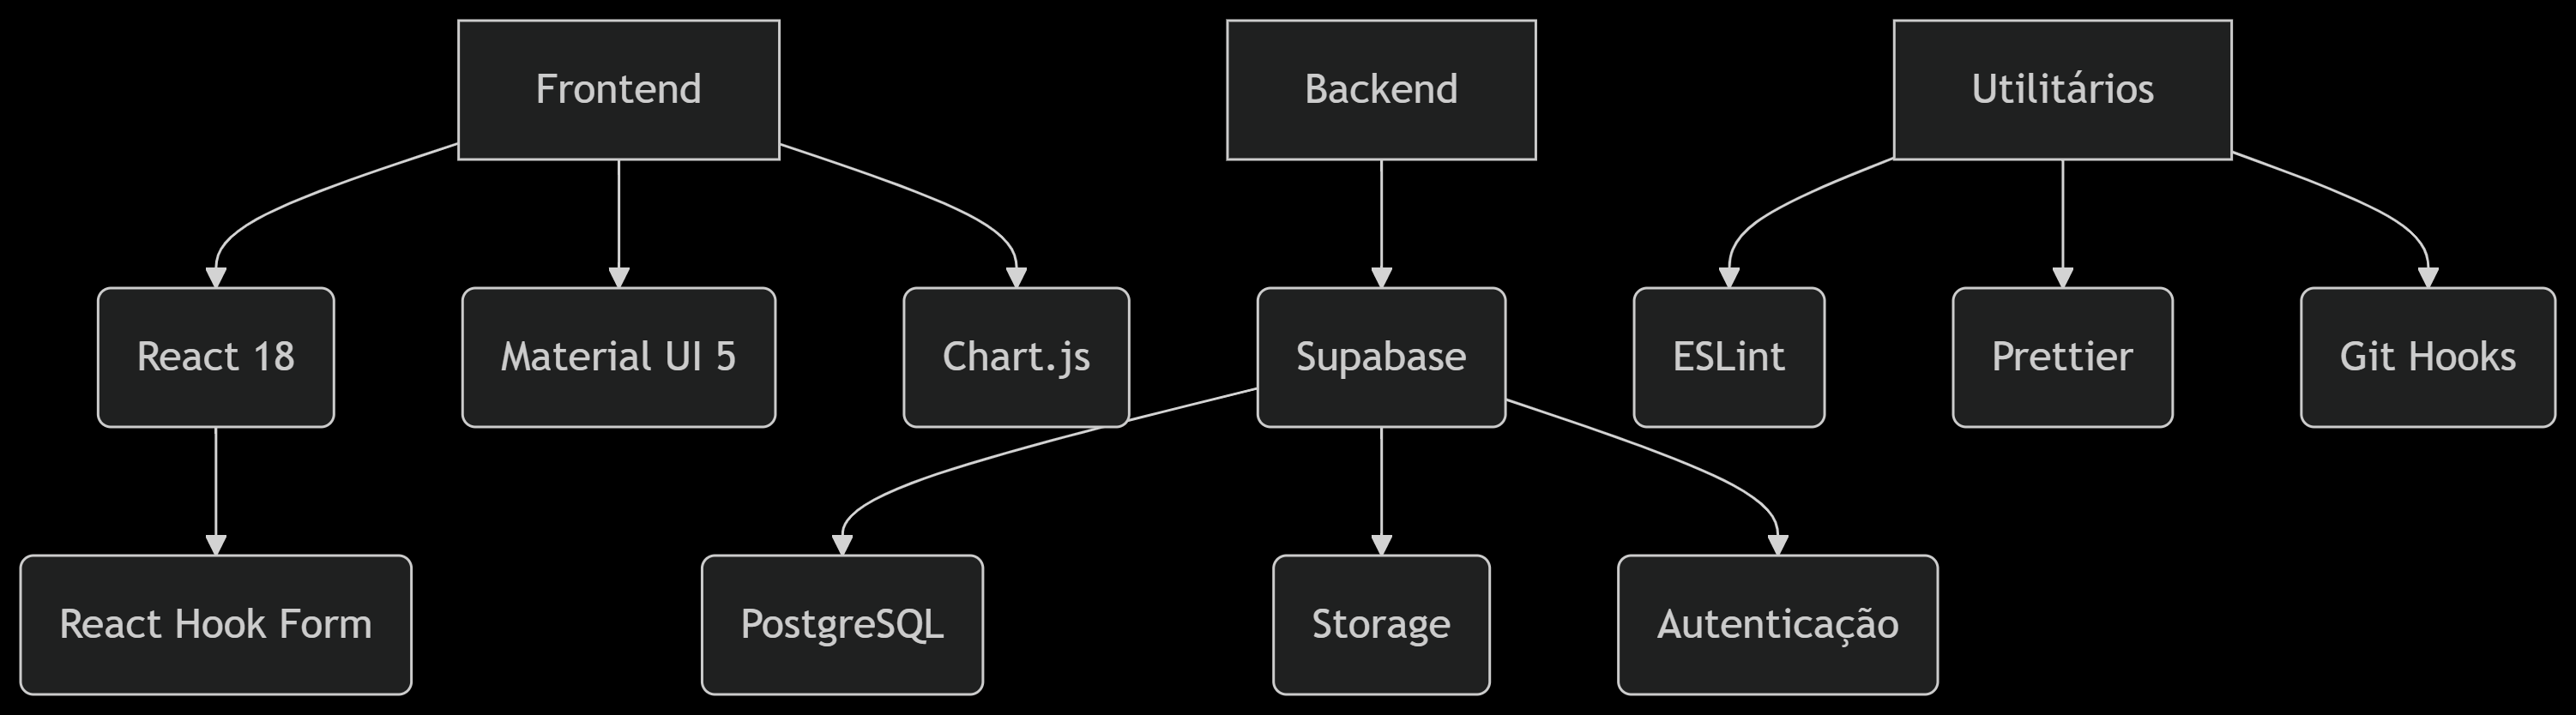 Frontend
Backend
Utilitários
React 18
Material UI 5
Chart.js
Supabase
ESLint
Prettier
Git Hooks
React Hook Form
PostgreSQL
Storage
Autenticação